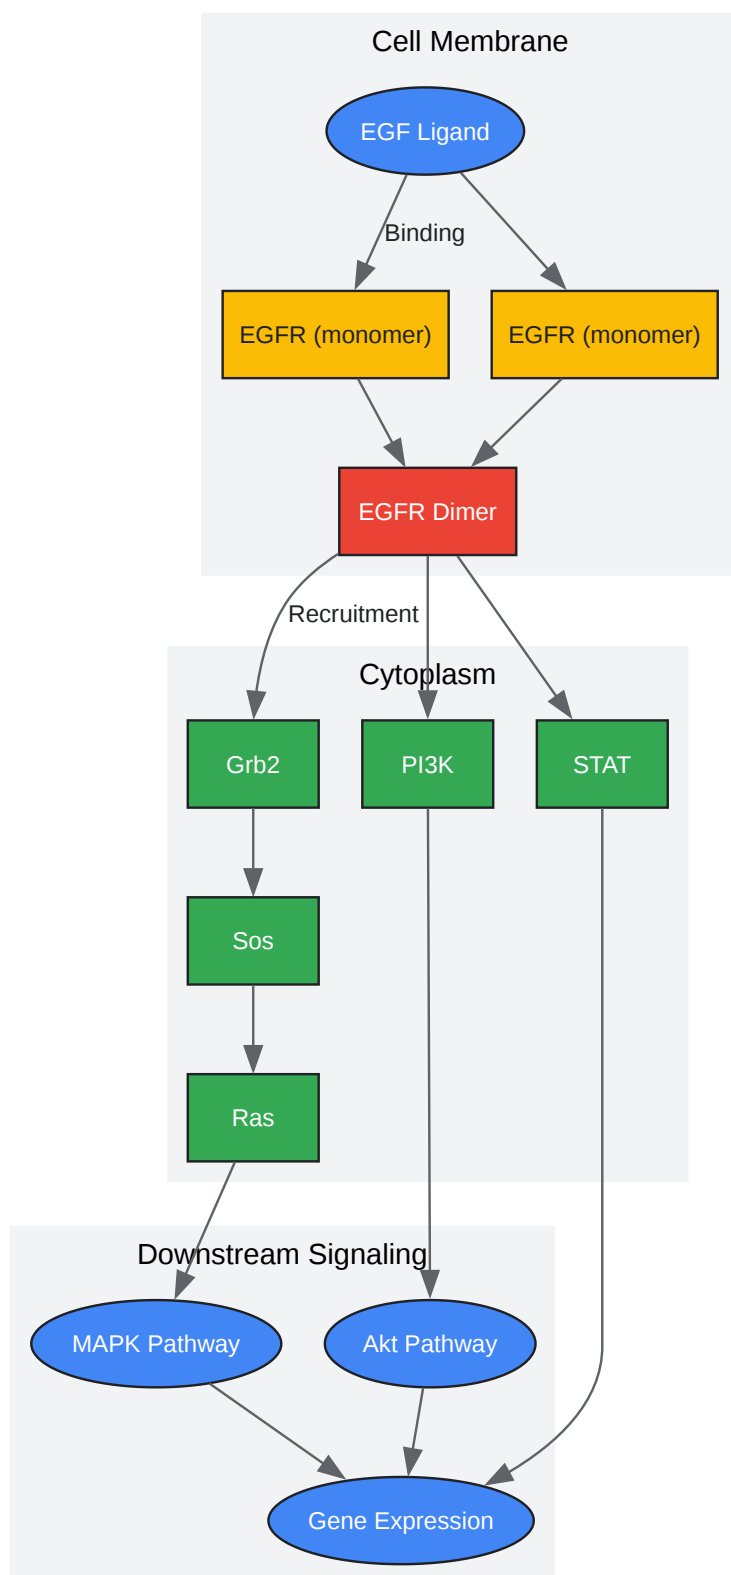 Cell Membrane
EGF Ligand
Binding
EGFR (monomer)
EGFR (monomer)
EGFR Dimer
Recruitment
Cytoplasm
Grb2
PI3K
STAT
Sos
Ras
Downstream Signaling
MAPK Pathway
Akt Pathway
Gene Expression